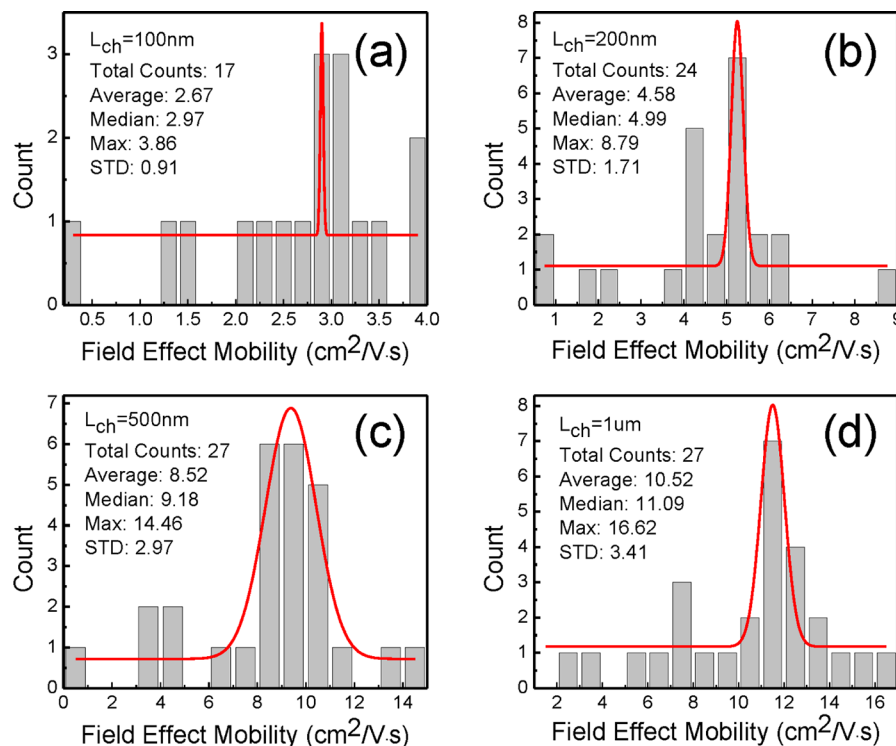 (a)
L_ch=100nm
Total Counts: 17
Average: 2.67
Median: 2.97
Max: 3.86
STD: 0.91
Count
3
2
1
0
0.5 1.0 1.5 2.0 2.5 3.0 3.5 4.0
Field Effect Mobility (cm²/V·s)
(b)
L_ch=200nm
Total Counts: 24
Average: 4.58
Median: 4.99
Max: 8.79
STD: 1.71
Count
8
7
6
5
4
3
2
1
0
1 2 3 4 5 6 7 8 9
Field Effect Mobility (cm²/V·s)
(c)
L_ch=500nm
Total Counts: 27
Average: 8.52
Median: 9.18
Max: 14.46
STD: 2.97
Count
7
6
5
4
3
2
1
0
0 2 4 6 8 10 12 14
Field Effect Mobility (cm²/V·s)
(d)
L_ch=1um
Total Counts: 27
Average: 10.52
Median: 11.09
Max: 16.62
STD: 3.41
Count
8
7
6
5
4
3
2
1
0
2 4 6 8 10 12 14 16
Field Effect Mobility (cm²/V·s)